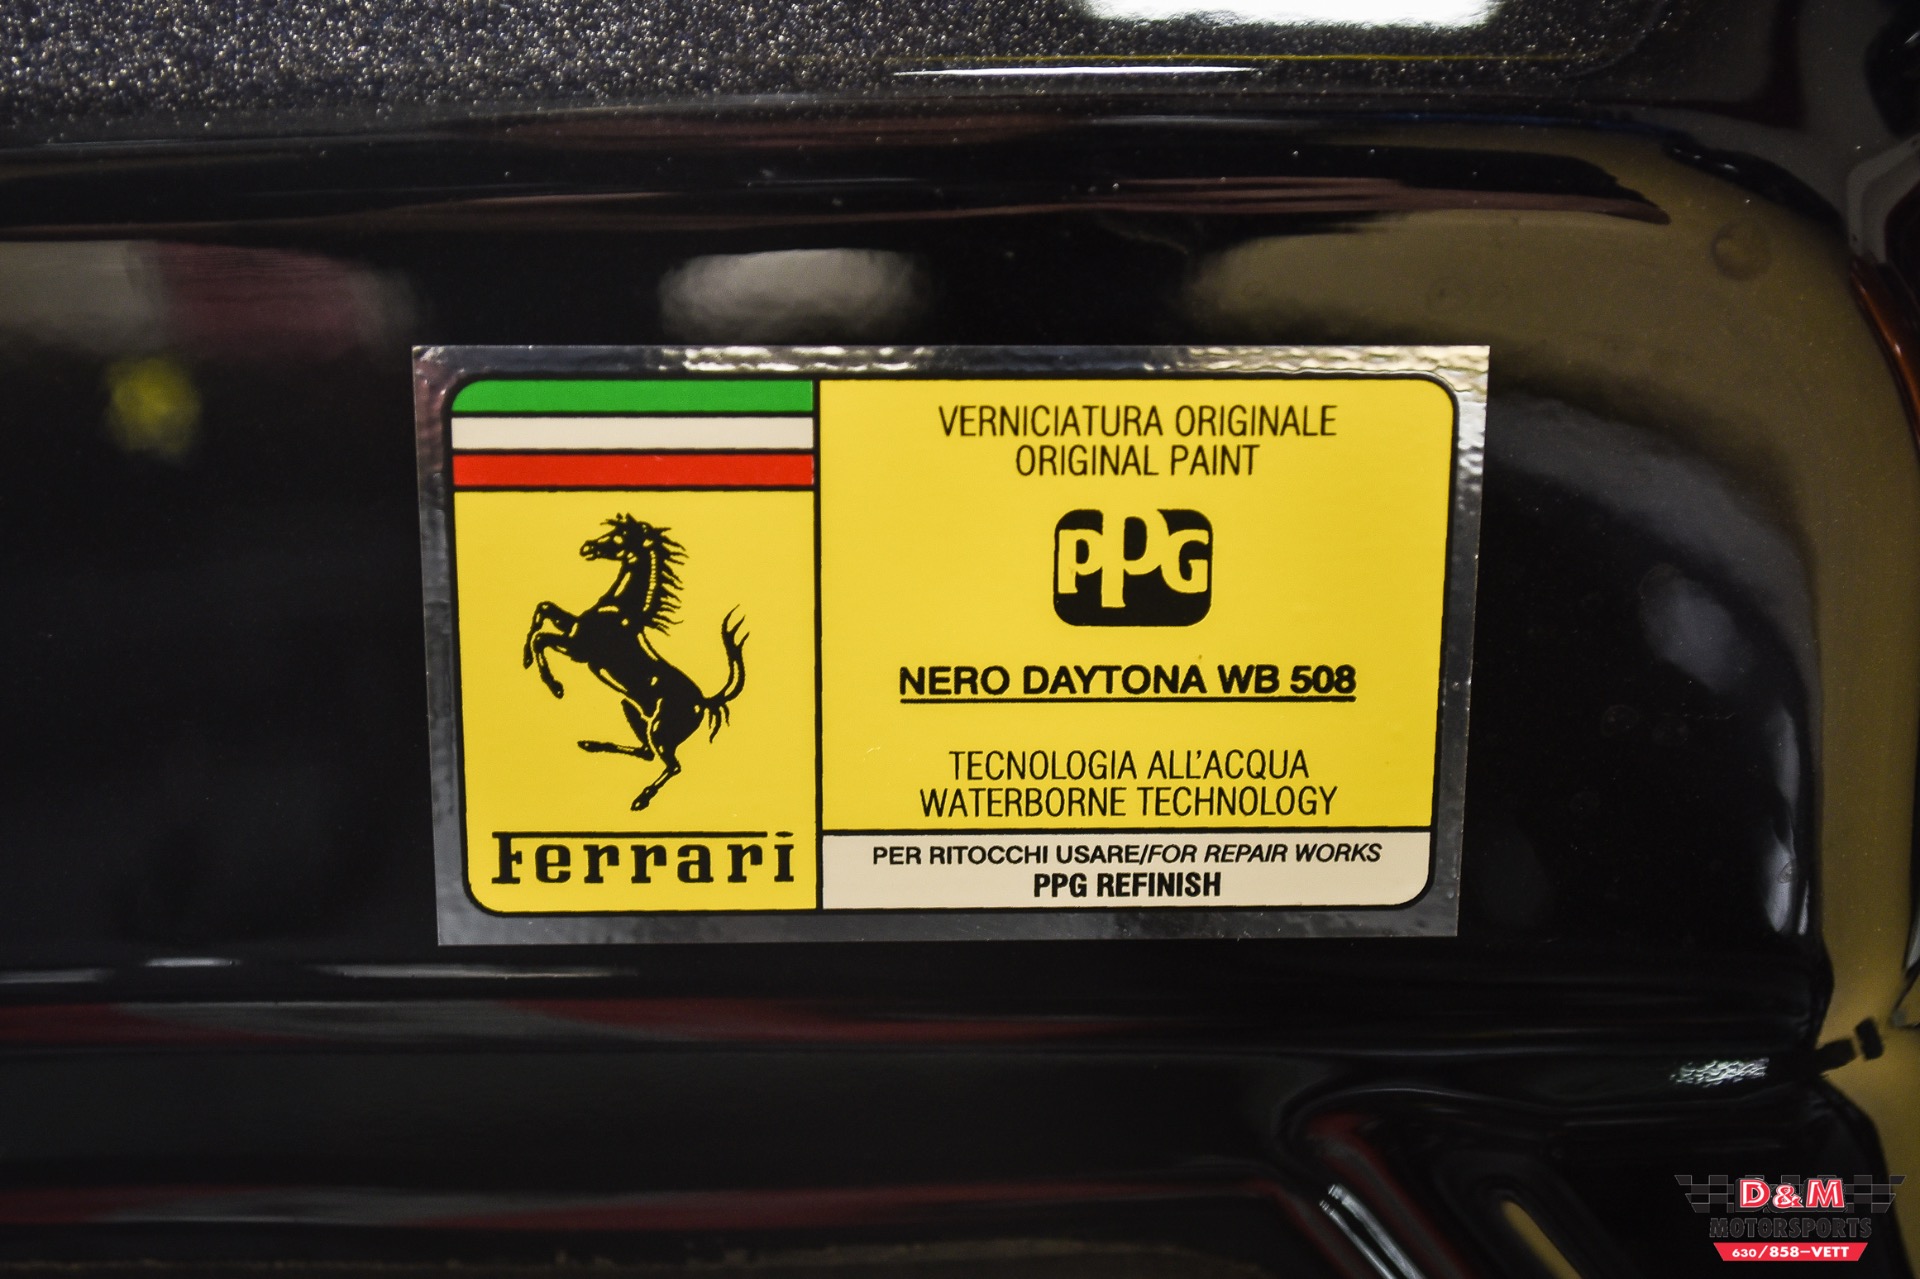 VERNICIATURA ORIGINALE
ORIGINAL PAINT
PPG
NERO DAYTONA WB 508
TECNOLOGIA ALL'ACQUA
WATERBORNE TECHNOLOGY
PER RITOCCHI USARE/FOR REPAIR WORKS
PPG REFINISH
Ferrari
D&M
MOTORSPORTS
630/858-VETT